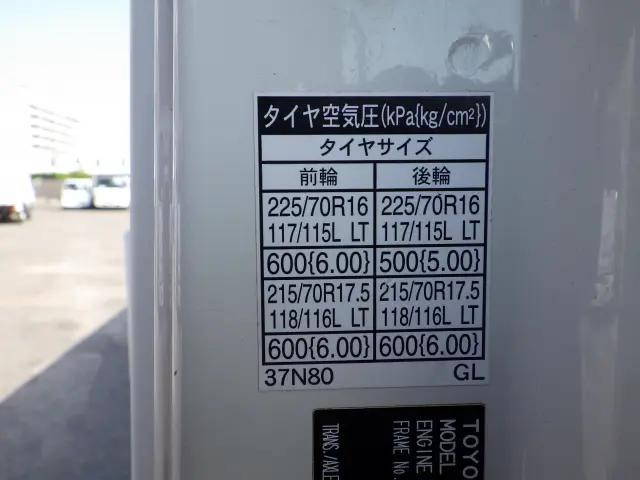 タイヤ空気圧(kPa{kg/cm²})
タイヤサイズ
前輪 後輪
225/70R16 225/70R16
117/115L LT 117/115L LT
600{6.00} 500{5.00}
215/70R17.5 215/70R17.5
118/116L LT 118/116L LT
600{6.00} 600{6.00}
37N80 GL
TOYO
MODEL
ENGINE
FRAME No.
TRANS./AXLE